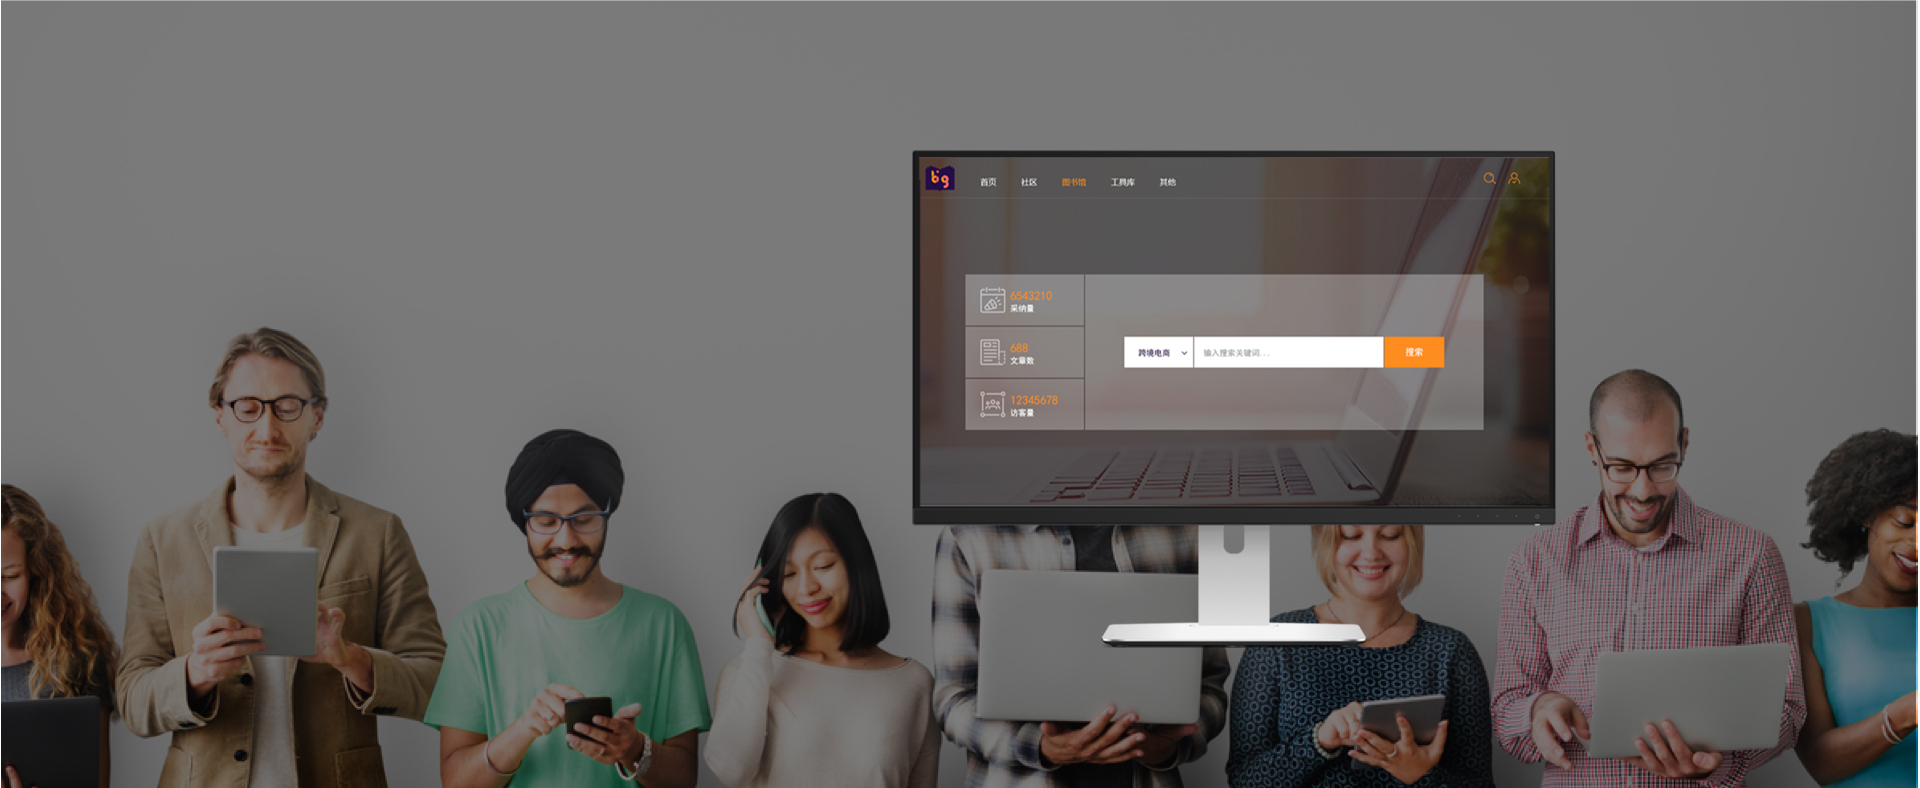 bg
首页 社区 图书馆 工具库 其他
6543210
采纳量
688
文章数
12345678
访客量
跨境电商 输入搜索关键词... 搜索